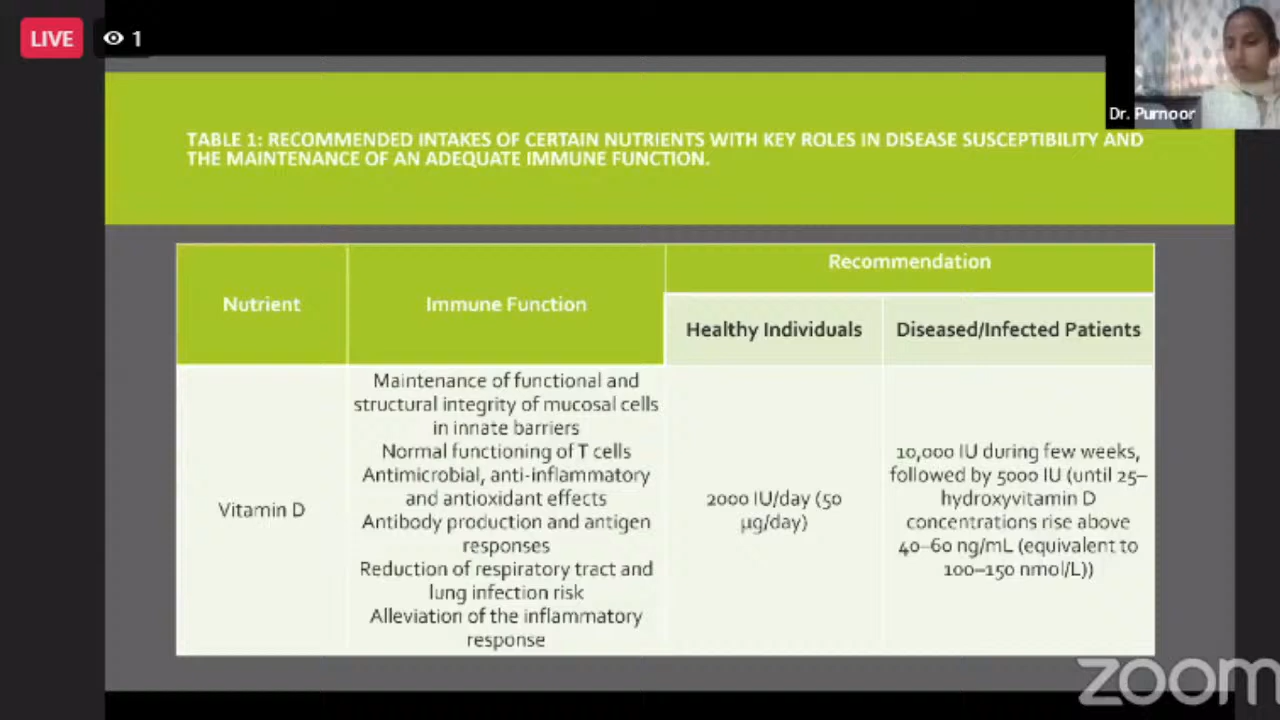 LIVE
1
Dr. Purnoor
TABLE 1: RECOMMENDED INTAKES OF CERTAIN NUTRIENTS WITH KEY ROLES IN DISEASE SUSCEPTIBILITY AND
THE MAINTENANCE OF AN ADEQUATE IMMUNE FUNCTION.
Nutrient
Immune Function
Recommendation
Healthy Individuals
Diseased/Infected Patients
Vitamin D
Maintenance of functional and
structural integrity of mucosal cells
in innate barriers
Normal functioning of T cells
Antimicrobial, anti-inflammatory
and antioxidant effects
Antibody production and antigen
responses
Reduction of respiratory tract and
lung infection risk
Alleviation of the inflammatory
response
2000 IU/day (50
µg/day)
10,000 IU during few weeks,
followed by 5000 IU (until 25–
hydroxyvitamin D
concentrations rise above
40–60 ng/mL (equivalent to
100–150 nmol/L))
zoom